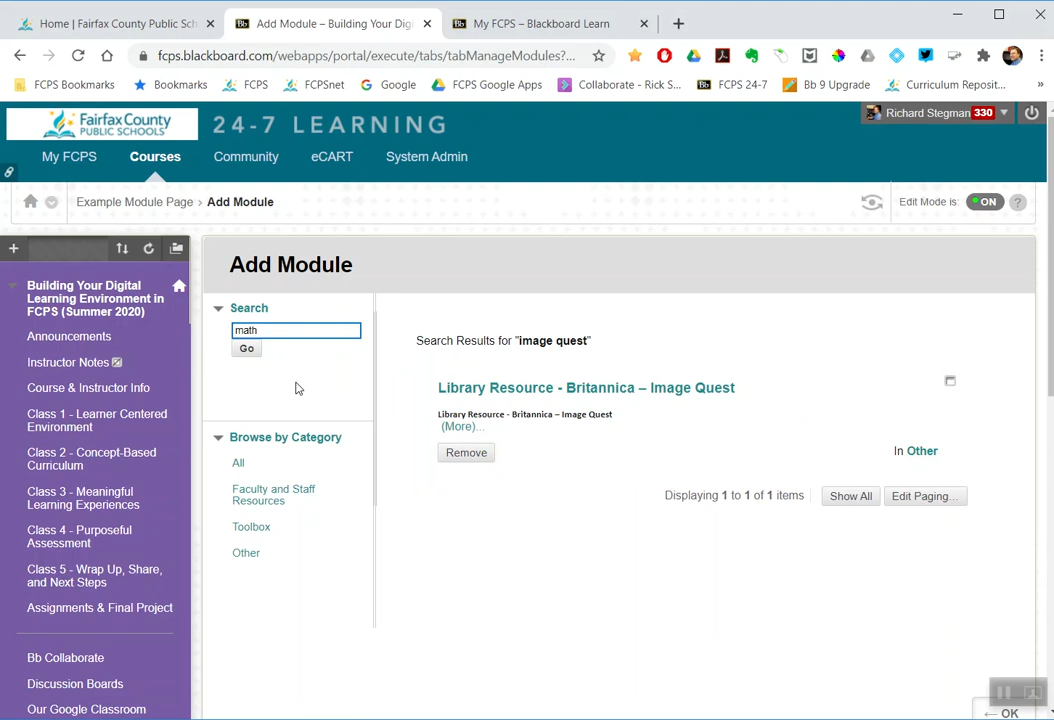 Home | Fairfax County Public Sch
Add Module – Building Your Digi
My FCPS – Blackboard Learn
fcps.blackboard.com/webapps/portal/execute/tabs/tabManageModules?...
FCPS Bookmarks
Bookmarks
FCPS
FCPSnet
Google
FCPS Google Apps
Collaborate - Rick S...
FCPS 24-7
Bb 9 Upgrade
Curriculum Reposit...
»
Fairfax County
PUBLIC SCHOOLS
24-7 LEARNING
Richard Stegman 330
My FCPS
Courses
Community
eCART
System Admin
Example Module Page › Add Module
Edit Mode is: ON ?
Building Your Digital
Learning Environment in
FCPS (Summer 2020)
Announcements
Instructor Notes
Course & Instructor Info
Class 1 - Learner Centered
Environment
Class 2 - Concept-Based
Curriculum
Class 3 - Meaningful
Learning Experiences
Class 4 - Purposeful
Assessment
Class 5 - Wrap Up, Share,
and Next Steps
Assignments & Final Project
Bb Collaborate
Discussion Boards
Our Google Classroom
Add Module
Search
math
Go
Browse by Category
All
Faculty and Staff
Resources
Toolbox
Other
Search Results for "image quest"
Library Resource - Britannica – Image Quest
Library Resource - Britannica – Image Quest
(More)...
Remove
In Other
Displaying 1 to 1 of 1 items
Show All
Edit Paging...
← OK